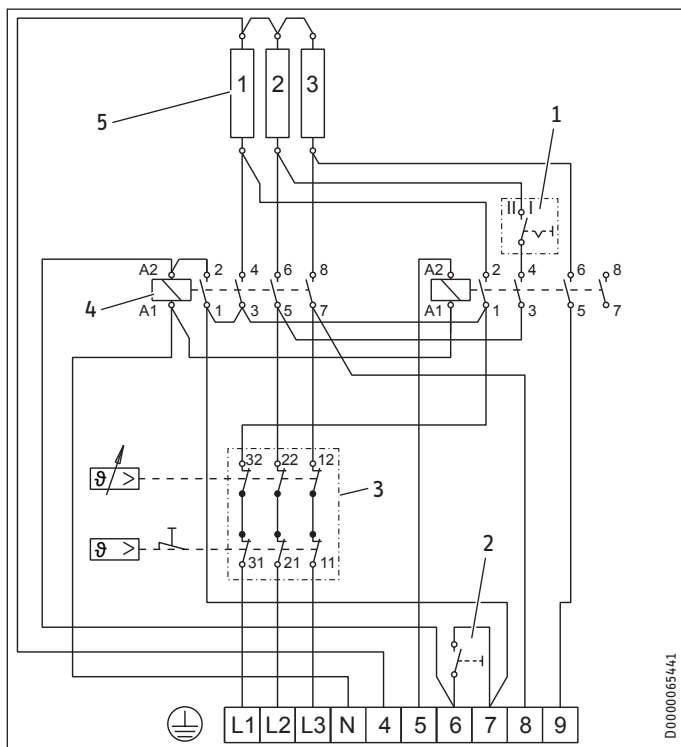 1 2 3
5
1
II I
A2 2 4 6 8 A2 2 4 6 8
4
A1 1 3 5 7 A1 1 3 5 7
32 22 12
ϑ >
3
ϑ >
31 21 11
2
L1 L2 L3 N 4 5 6 7 8 9
D0000065441